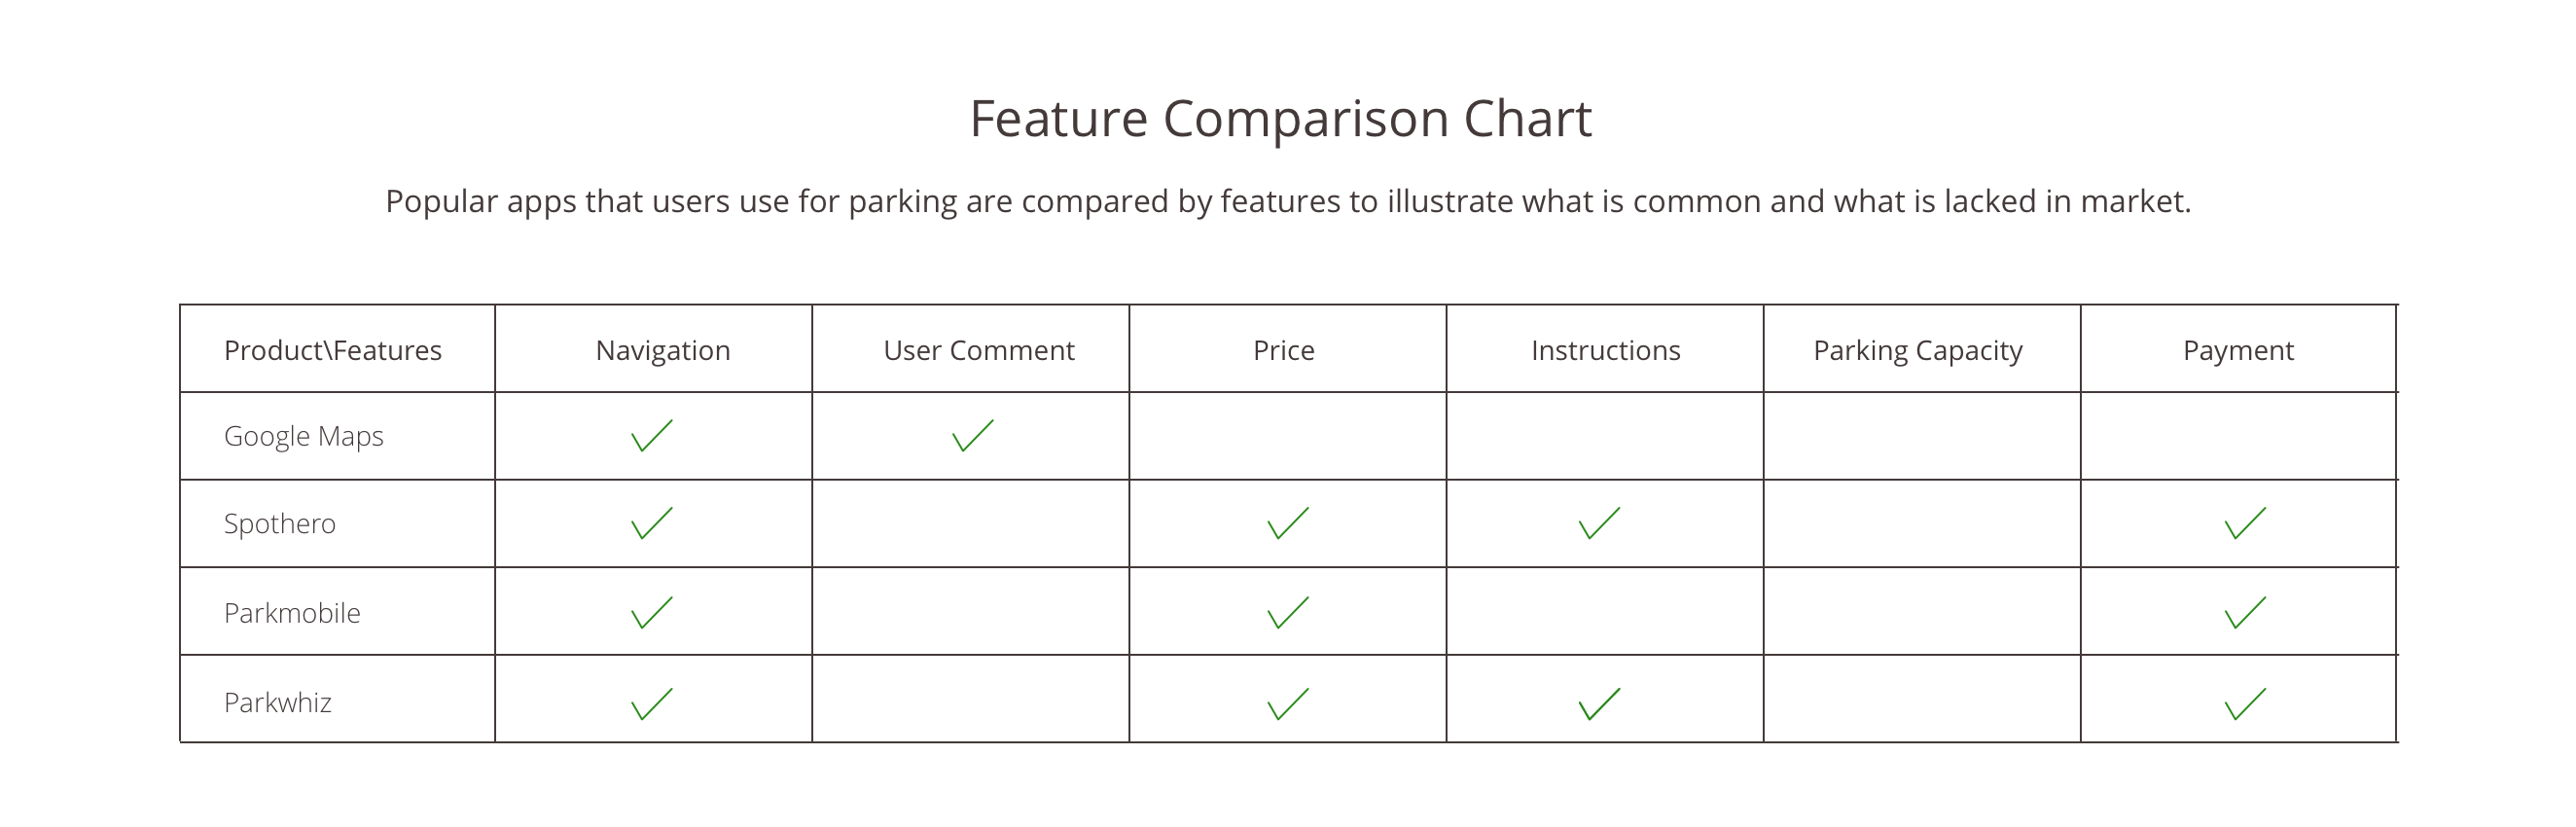 Feature Comparison Chart
Popular apps that users use for parking are compared by features to illustrate what is common and what is lacked in market.
Product\Features Navigation User Comment Price Instructions Parking Capacity Payment
Google Maps ✓ ✓
Spothero ✓ ✓ ✓ ✓
Parkmobile ✓ ✓ ✓
Parkwhiz ✓ ✓ ✓ ✓